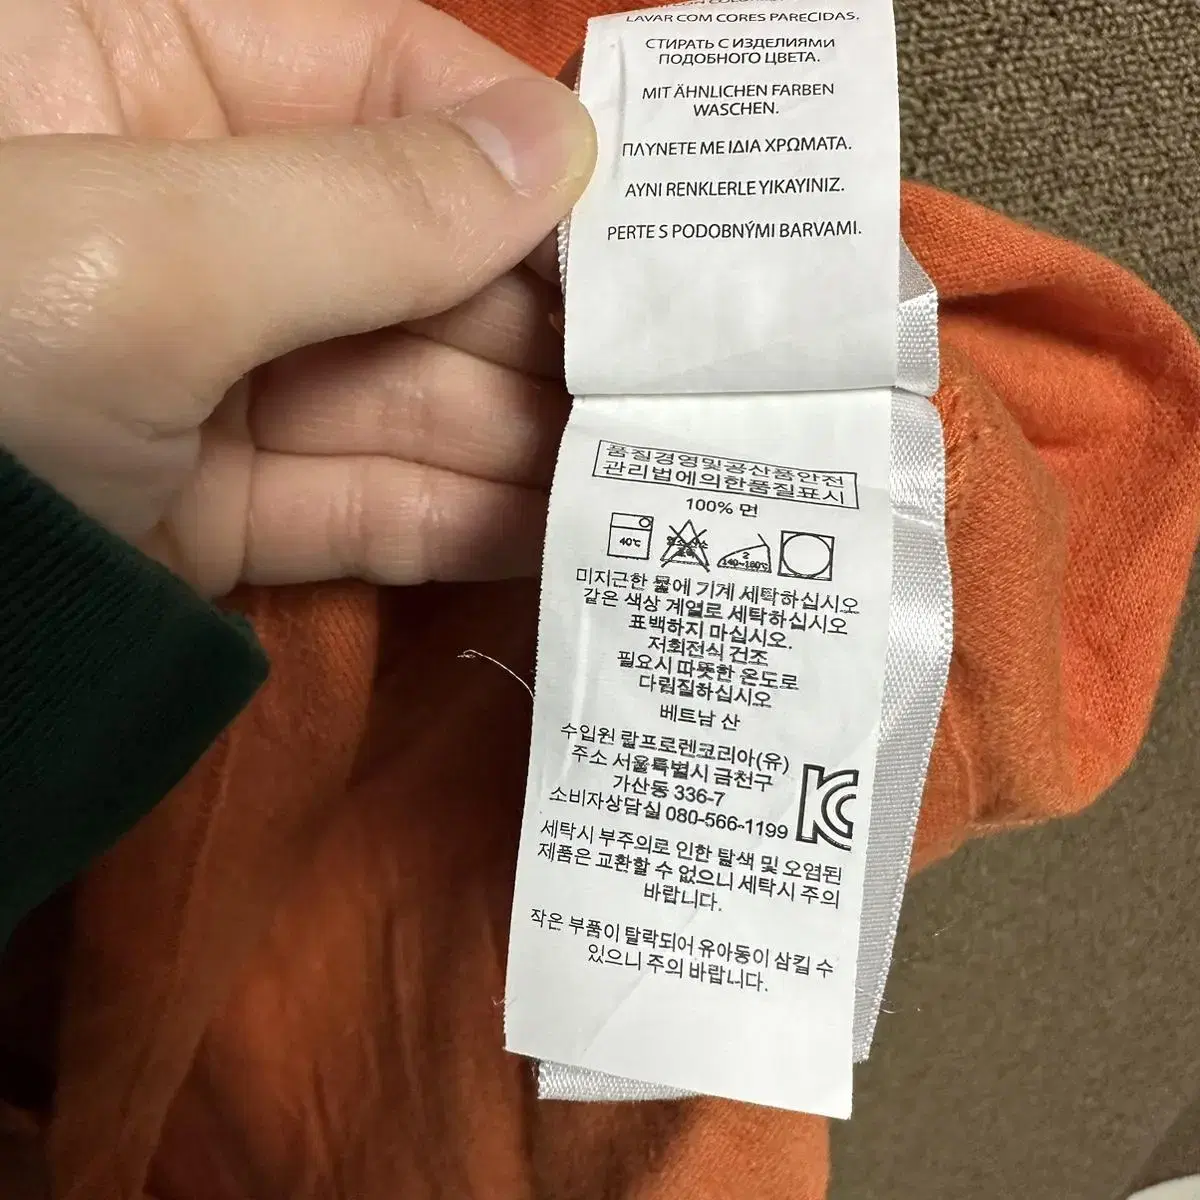 LAVAR COM CORES PARECIDAS.
СТИРАТЬ С ИЗДЕЛИЯМИ
ПОДОБНОГО ЦВЕТА.
MIT ÄHNLICHEN FARBEN
WASCHEN.
ΠΛΥΝΕΤΕ ΜΕ ΙΔΙΑ ΧΡΩΜΑΤΑ.
AYNI RENKLERLE YIKAYINIZ.
PERTE S PODOBNÝMI BARVAMI.
품질경영및공산품안전
관리법에의한품질표시
100% 면
40℃
2
140~160℃
미지근한 물에 기계 세탁하십시오
같은 색상 계열로 세탁하십시오
표백하지 마십시오.
저회전식 건조
필요시 따뜻한 온도로
다림질하십시오
베트남 산
수입원 랄프로렌코리아(유)
주소 서울특별시 금천구
가산동 336-7
소비자상담실 080-566-1199
KC
세탁시 부주의로 인한 탈색 및 오염된
제품은 교환할 수 없으니 세탁시 주의
바랍니다.
작은 부품이 탈락되어 유아동이 삼킬 수
있으니 주의 바랍니다.